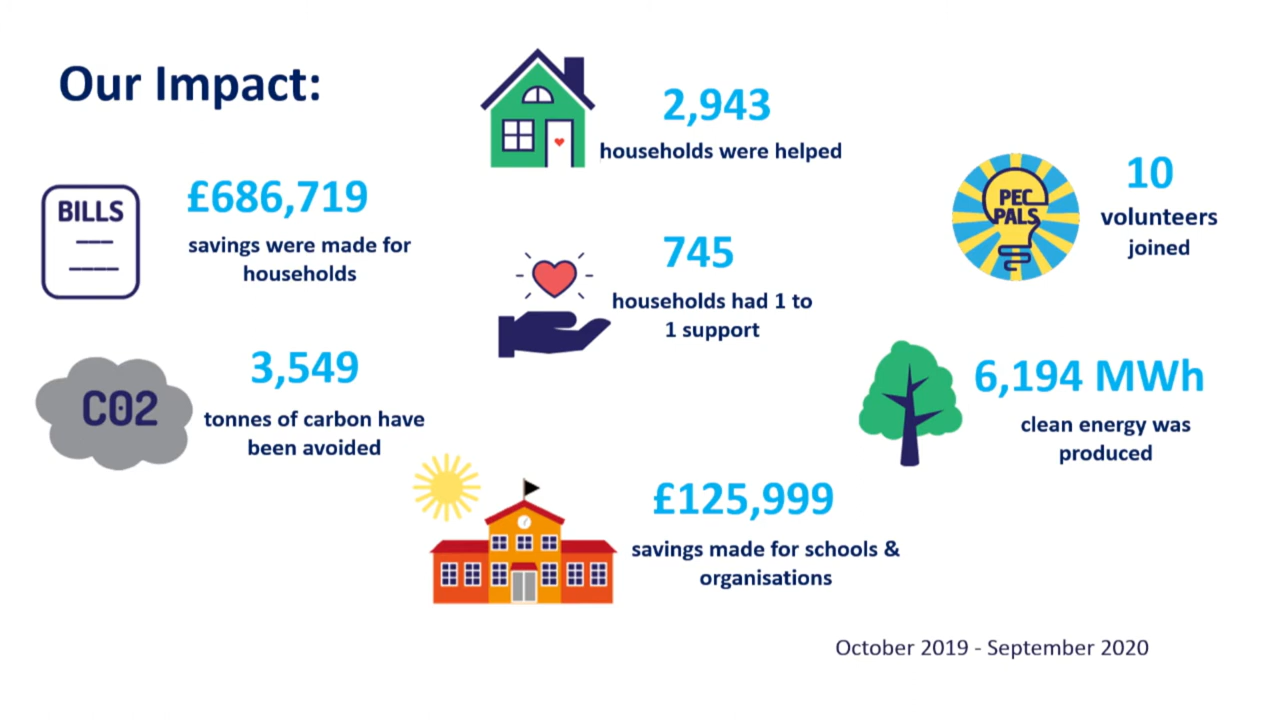 Our Impact:
2,943
households were helped
BILLS
£686,719
savings were made for
households
PEC
PALS
10
volunteers
joined
745
households had 1 to
1 support
CO2
3,549
tonnes of carbon have
been avoided
6,194 MWh
clean energy was
produced
£125,999
savings made for schools &
organisations
October 2019 - September 2020